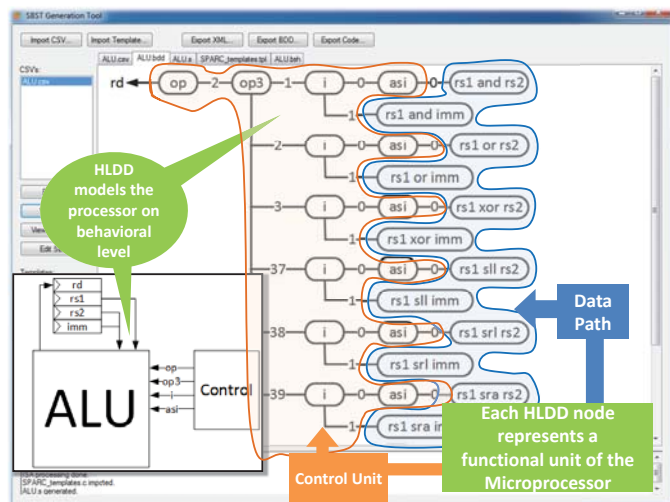 SBST Generation Tool
Import CSV... Import Template... Export XML... Export BDD... Export Code...
CSVs: ALU.csv ALU.bdd ALU.a SPARC_templates.tpl ALU.beh
ALU.csv
rd op 2 op3 1 i 0 asi 0 rs1 and rs2
1 rs1 and imm
2 i 0 asi 0 rs1 or rs2
1 rs1 or imm
3 i 0 asi 0 rs1 xor rs2
1 rs1 xor imm
37 i 0 asi 0 rs1 sll rs2
1 rs1 sll imm
38 i 0 asi 0 rs1 srl rs2
1 rs1 srl imm
39 i 0 asi 0 rs1 sra rs2
1 rs1 sra
HLDD
models the
processor on
behavioral
level
rd
rs1
rs2
imm
ALU
op
op3
i
asi
Control
Data
Path
Each HLDD node
represents a
functional unit of the
Microprocessor
Control Unit
processing done.
SPARC_templates.c imported.
ALU.a generated.